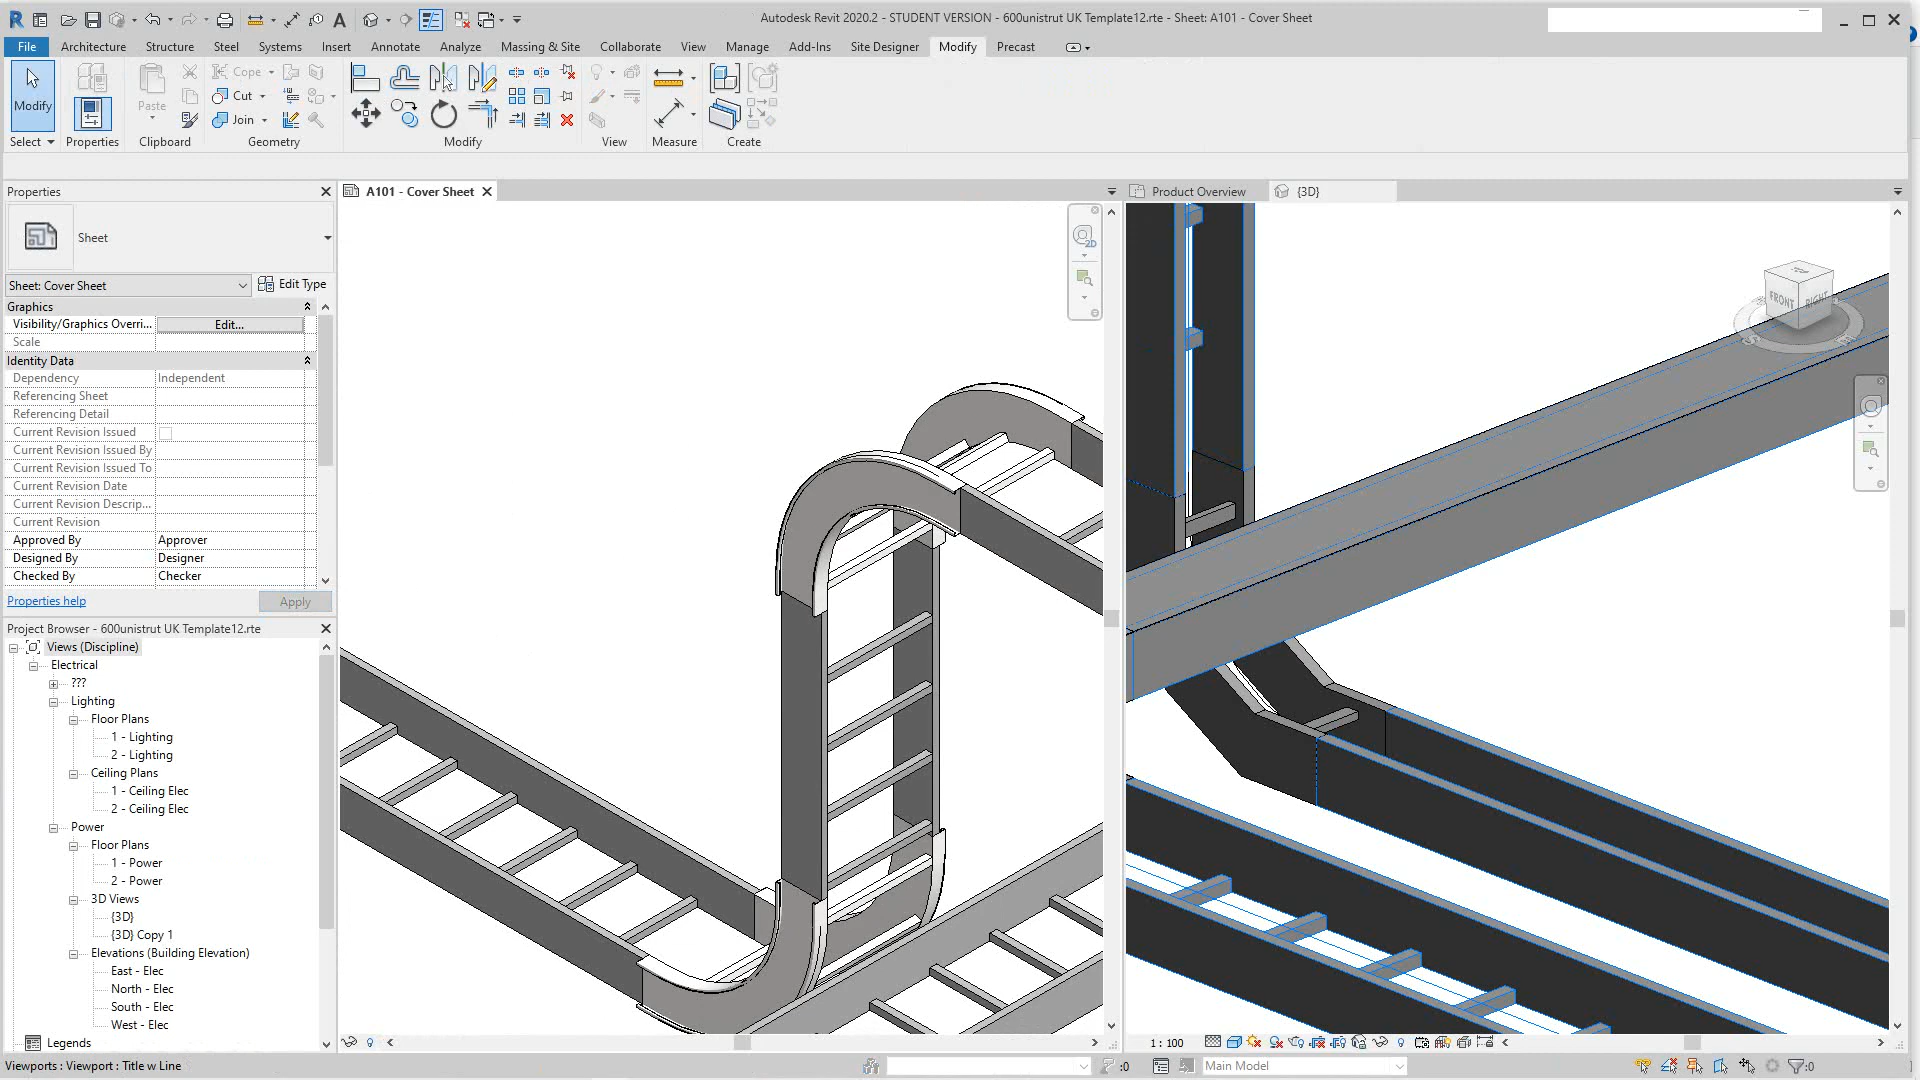 Autodesk Revit 2020.2 - STUDENT VERSION - 600unistrut UK Template12.rte - Sheet: A101 - Cover Sheet
File Architecture Structure Steel Systems Insert Annotate Analyze Massing & Site Collaborate View Manage Add-Ins Site Designer Modify Precast
Modify
Paste
Cope
Cut
Join
Select Properties Clipboard Geometry Modify View Measure Create
Properties
A101 - Cover Sheet
Product Overview
{3D}
Sheet
Sheet: Cover Sheet
Edit Type
Graphics
Visibility/Graphics Overri... Edit...
Scale
Identity Data
Dependency Independent
Referencing Sheet
Referencing Detail
Current Revision Issued
Current Revision Issued By
Current Revision Issued To
Current Revision Date
Current Revision Descrip...
Current Revision
Approved By Approver
Designed By Designer
Checked By Checker
Properties help
Apply
Project Browser - 600unistrut UK Template12.rte
Views (Discipline)
Electrical
???
Lighting
Floor Plans
1 - Lighting
2 - Lighting
Ceiling Plans
1 - Ceiling Elec
2 - Ceiling Elec
Power
Floor Plans
1 - Power
2 - Power
3D Views
{3D}
{3D} Copy 1
Elevations (Building Elevation)
East - Elec
North - Elec
South - Elec
West - Elec
Legends
2D
FRONT
RIGHT
1 : 100
Viewports : Viewport : Title w Line
:0
Main Model
:0